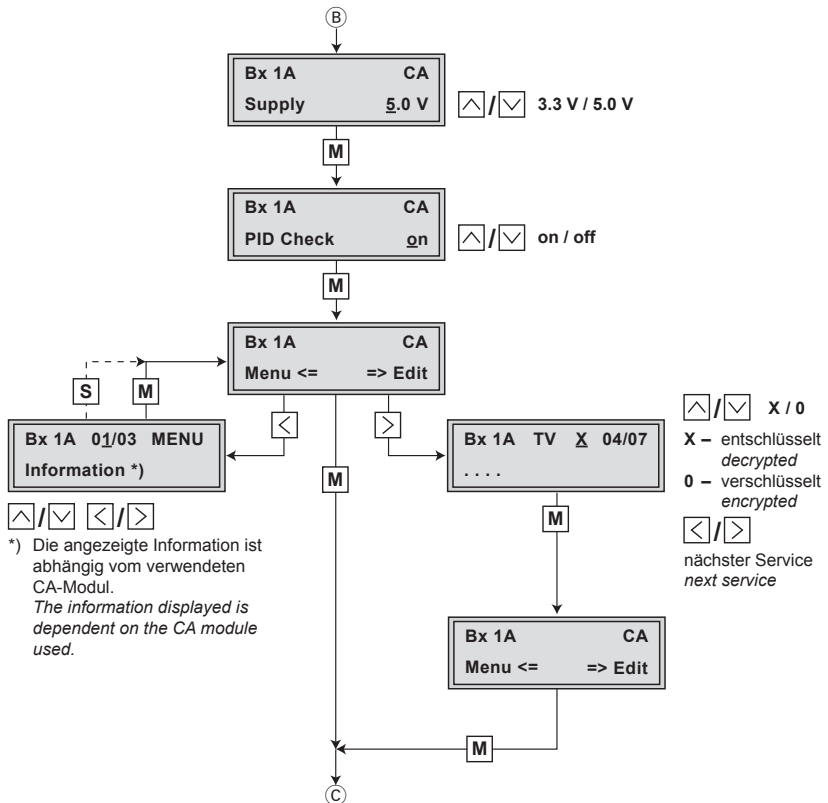 B
Bx 1A CA
Supply 5.0 V
/ 3.3 V / 5.0 V
M
Bx 1A CA
PID Check on
/ on / off
M
Bx 1A CA
Menu <= => Edit
S M
< M >
Bx 1A 01/03 MENU
Information *)
/ < / >
*) Die angezeigte Information ist
abhängig vom verwendeten
CA-Modul.
The information displayed is
dependent on the CA module
used.
Bx 1A TV X 04/07
. . . .
/ X / 0
X – entschlüsselt
decrypted
0 – verschlüsselt
encrypted
< / >
nächster Service
next service
M
Bx 1A CA
Menu <= => Edit
M
C